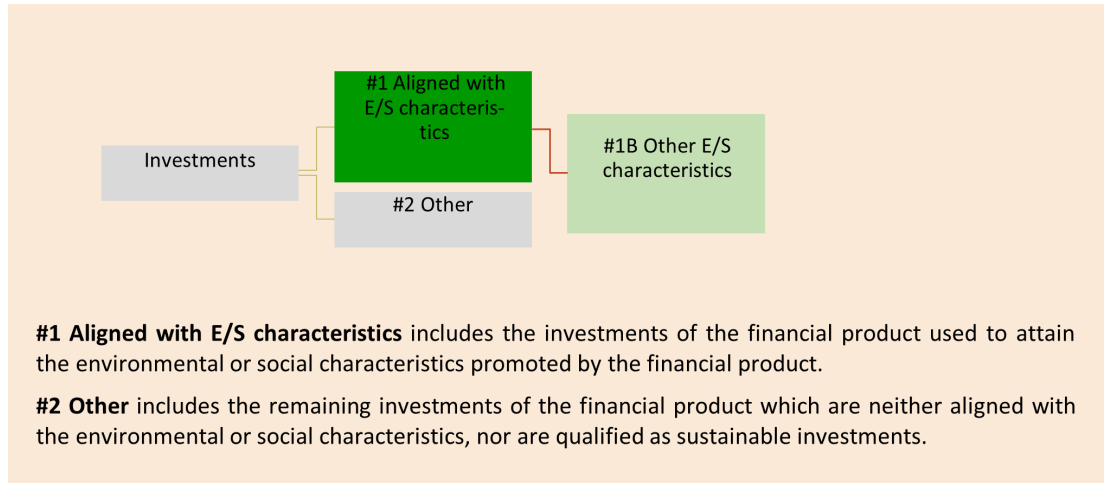 #1 Aligned with
E/S characteris-
tics
Investments
#1B Other E/S
characteristics
#2 Other
#1 Aligned with E/S characteristics includes the investments of the financial product used to attain
the environmental or social characteristics promoted by the financial product.
#2 Other includes the remaining investments of the financial product which are neither aligned with
the environmental or social characteristics, nor are qualified as sustainable investments.